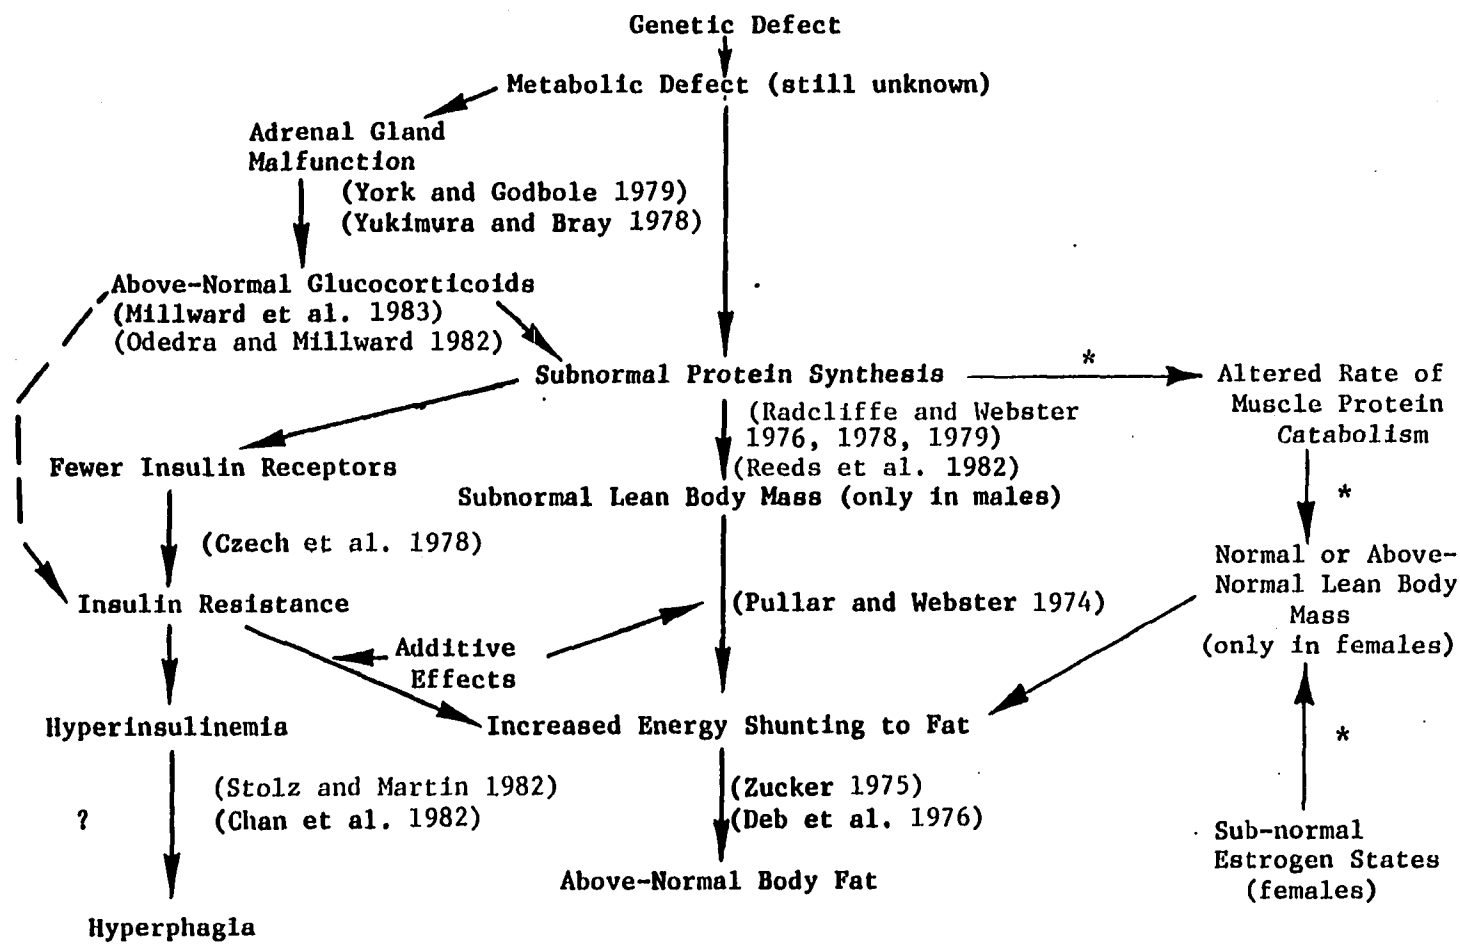 Genetic Defect
Metabolic Defect (still unknown)
Adrenal Gland
Malfunction
(York and Godbole 1979)
(Yukimura and Bray 1978)
Above-Normal Glucocorticoids
(Millward et al. 1983)
(Odedra and Millward 1982)
Subnormal Protein Synthesis
*
Altered Rate of
Muscle Protein
Catabolism
(Radcliffe and Webster
1976, 1978, 1979)
(Reeds et al. 1982)
Fewer Insulin Receptors
Subnormal Lean Body Mass (only in males)
*
(Czech et al. 1978)
Normal or Above-
Normal Lean Body
Mass
(only in females)
Insulin Resistance
(Pullar and Webster 1974)
Additive
Effects
Hyperinsulinemia
Increased Energy Shunting to Fat
*
(Stolz and Martin 1982)
(Chan et al. 1982)
?
(Zucker 1975)
(Deb et al. 1976)
Sub-normal
Estrogen States
(females)
Above-Normal Body Fat
Hyperphagia